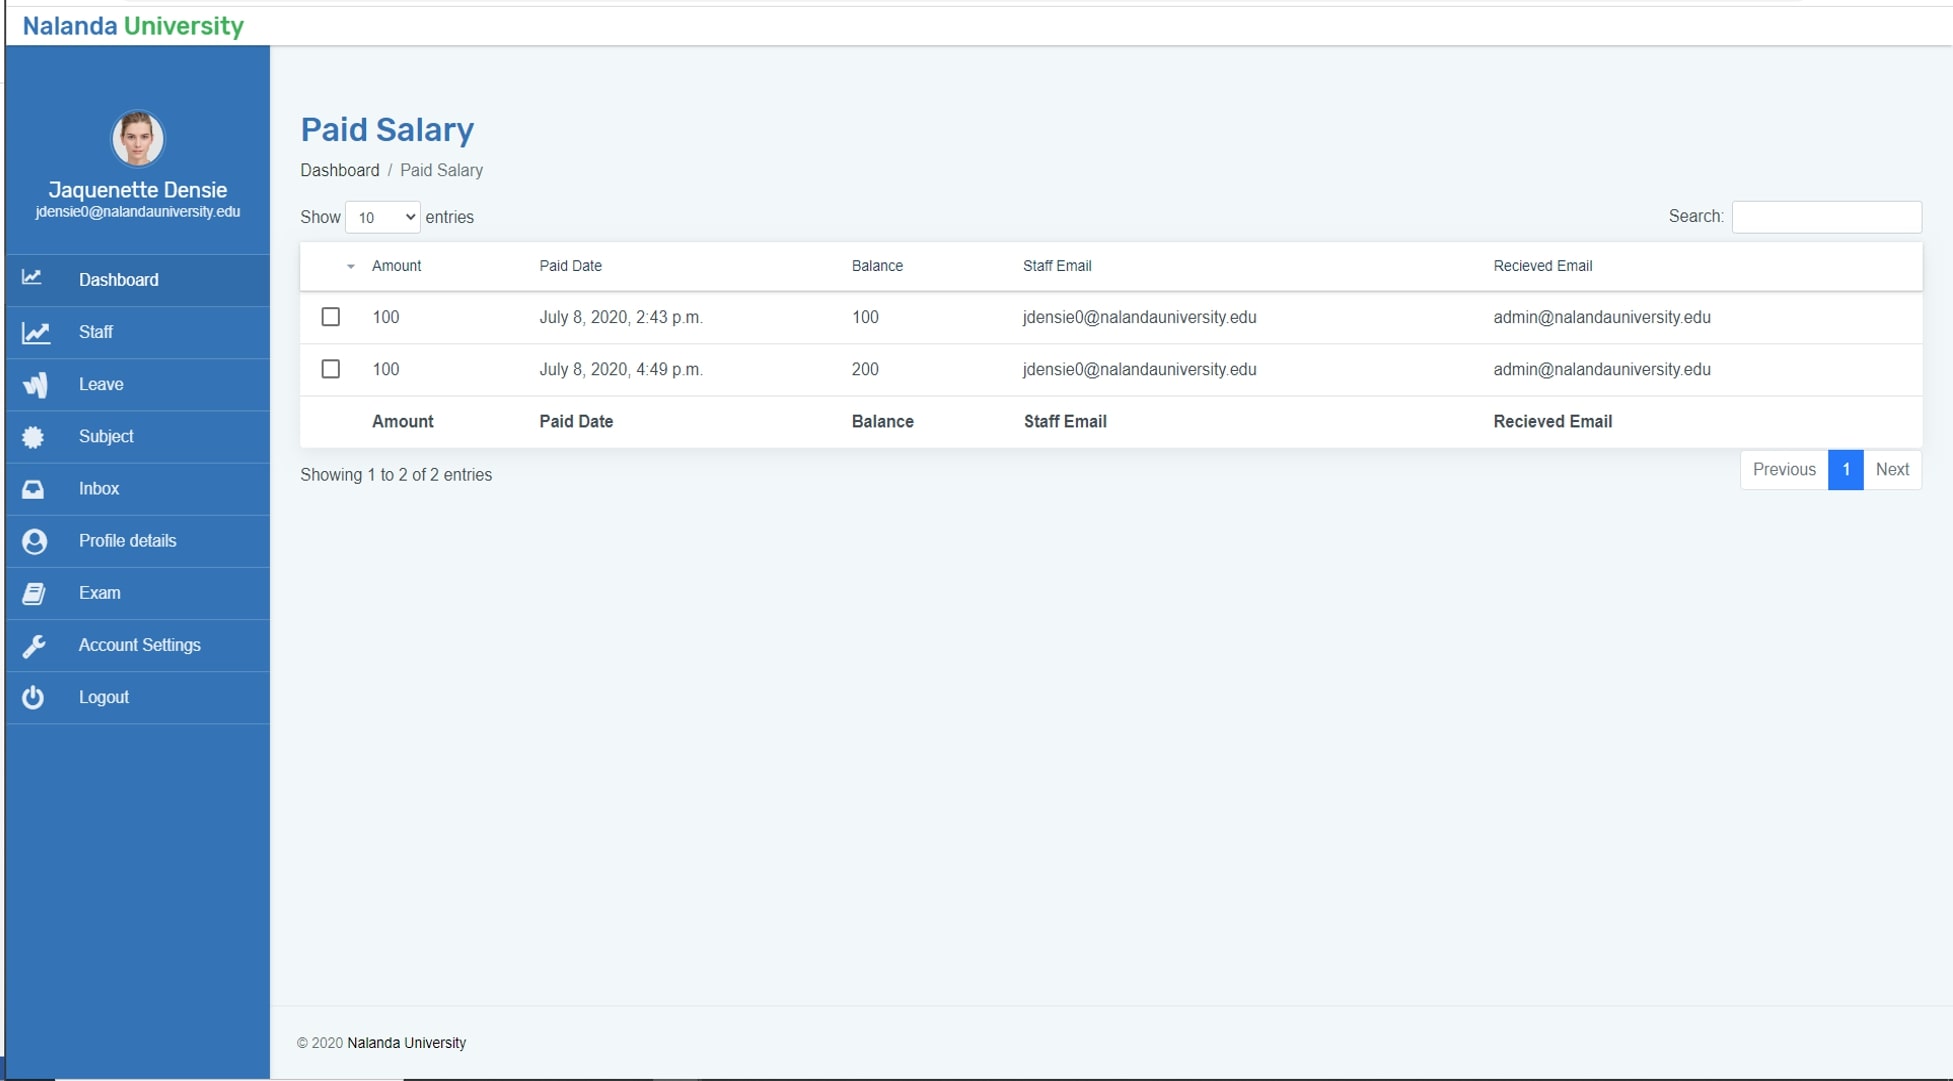 Nalanda University
Jaquenette Densie
jdensie0@nalandauniversity.edu
Dashboard
Staff
Leave
Subject
Inbox
Profile details
Exam
Account Settings
Logout
Paid Salary
Dashboard / Paid Salary
Show 10 entries
Search:
Amount Paid Date Balance Staff Email Recieved Email
100 July 8, 2020, 2:43 p.m. 100 jdensie0@nalandauniversity.edu admin@nalandauniversity.edu
100 July 8, 2020, 4:49 p.m. 200 jdensie0@nalandauniversity.edu admin@nalandauniversity.edu
Amount Paid Date Balance Staff Email Recieved Email
Showing 1 to 2 of 2 entries
Previous 1 Next
© 2020 Nalanda University